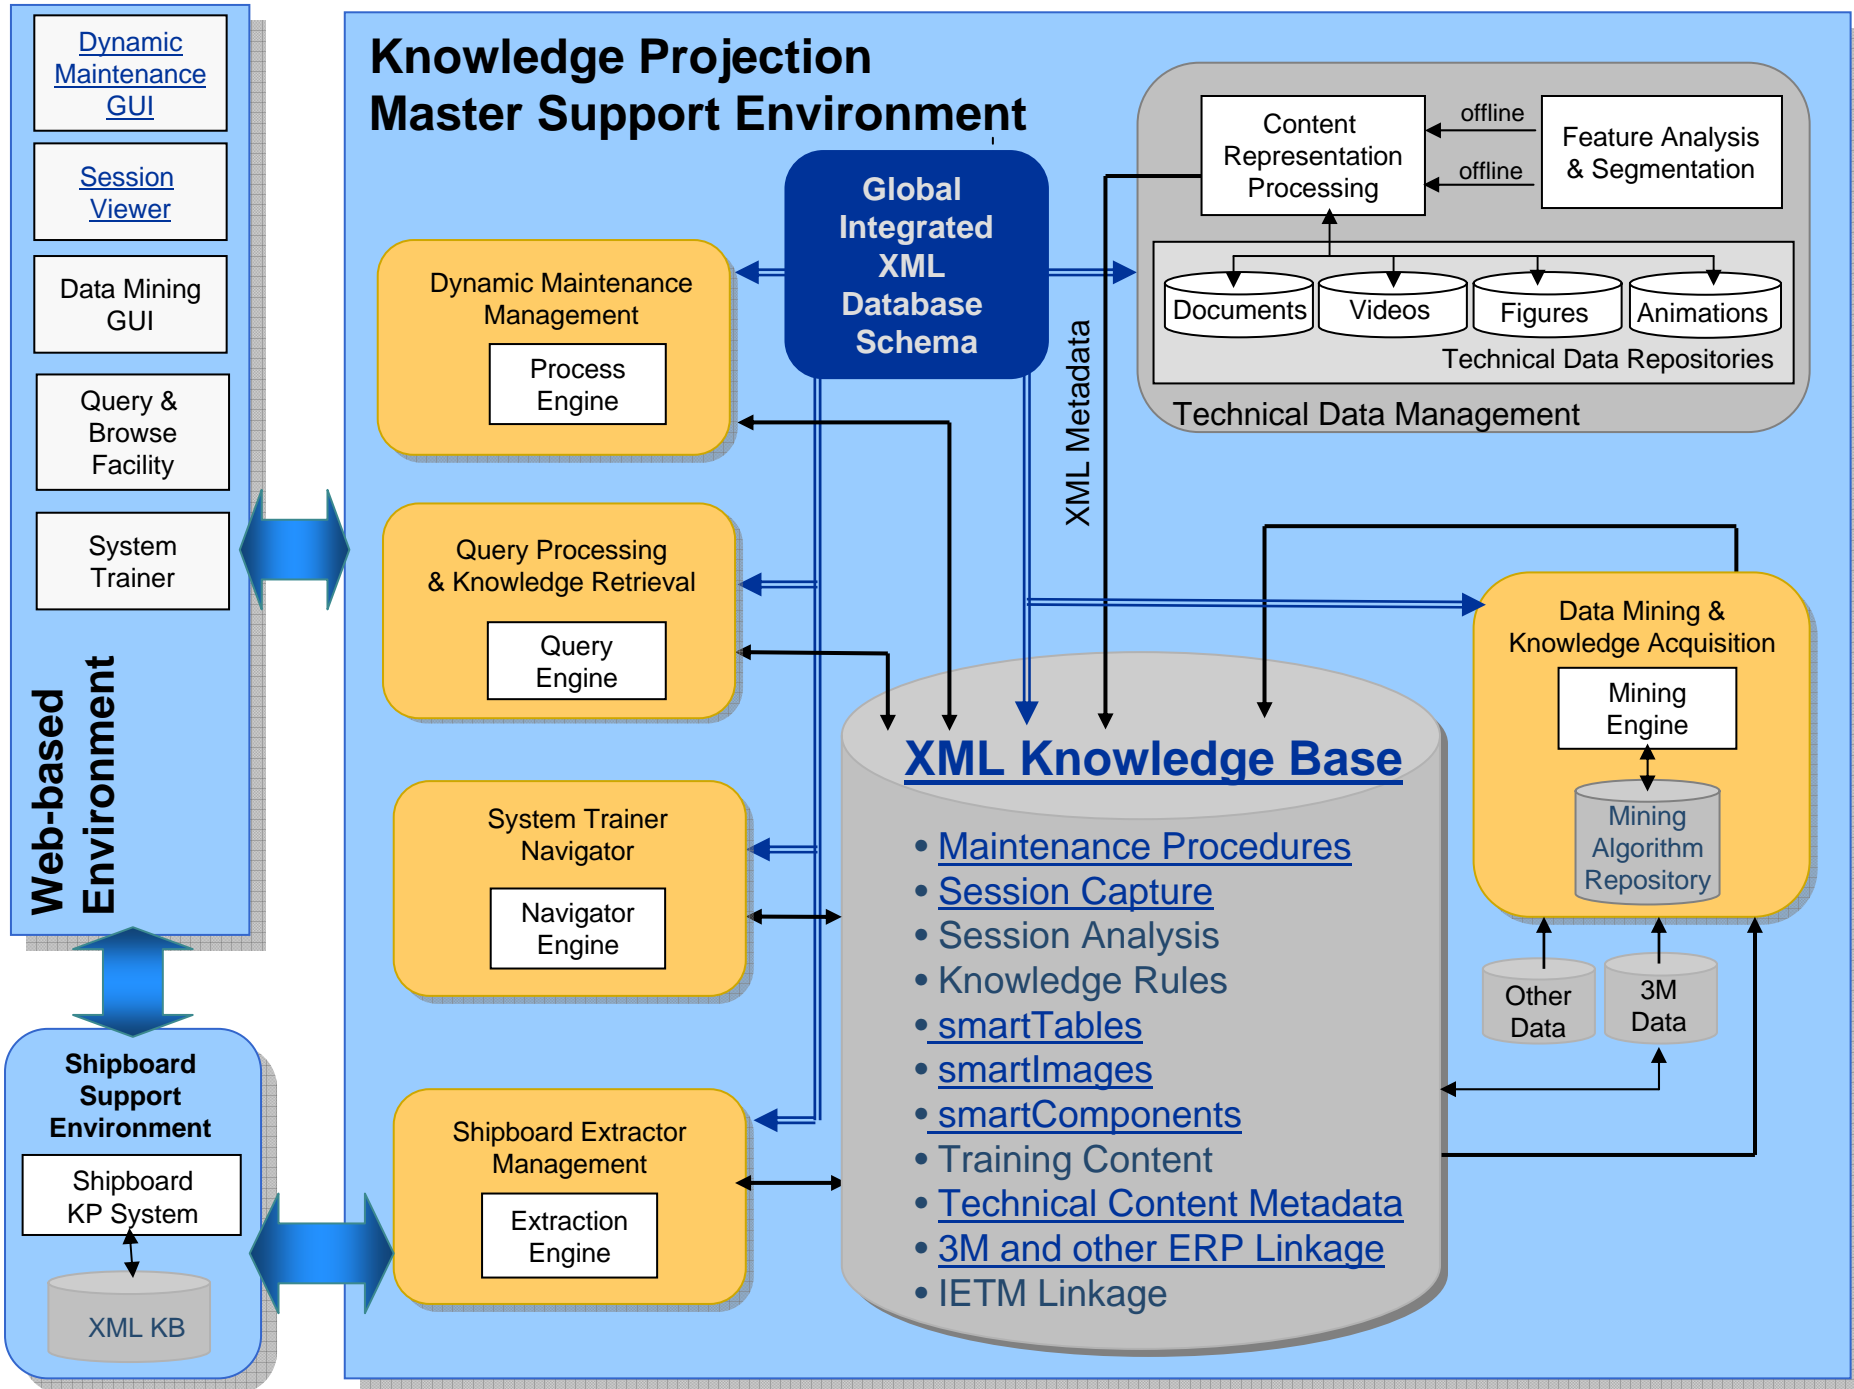 Dynamic
Maintenance
GUI
Session
Viewer
Data Mining
GUI
Query &
Browse
Facility
System
Trainer
Web-based
Environment
Shipboard
Support
Environment
Shipboard
KP System
XML KB
Knowledge Projection
Master Support Environment
Global
Integrated
XML
Database
Schema
Content
Representation
Processing
offline
offline
Feature Analysis
& Segmentation
Documents
Videos
Figures
Animations
Technical Data Repositories
Technical Data Management
XML Metadata
Dynamic Maintenance
Management
Process
Engine
Query Processing
& Knowledge Retrieval
Query
Engine
System Trainer
Navigator
Navigator
Engine
Shipboard Extractor
Management
Extraction
Engine
XML Knowledge Base
• Maintenance Procedures
• Session Capture
• Session Analysis
• Knowledge Rules
• smartTables
• smartImages
• smartComponents
• Training Content
• Technical Content Metadata
• 3M and other ERP Linkage
• IETM Linkage
Data Mining &
Knowledge Acquisition
Mining
Engine
Mining
Algorithm
Repository
Other
Data
3M
Data